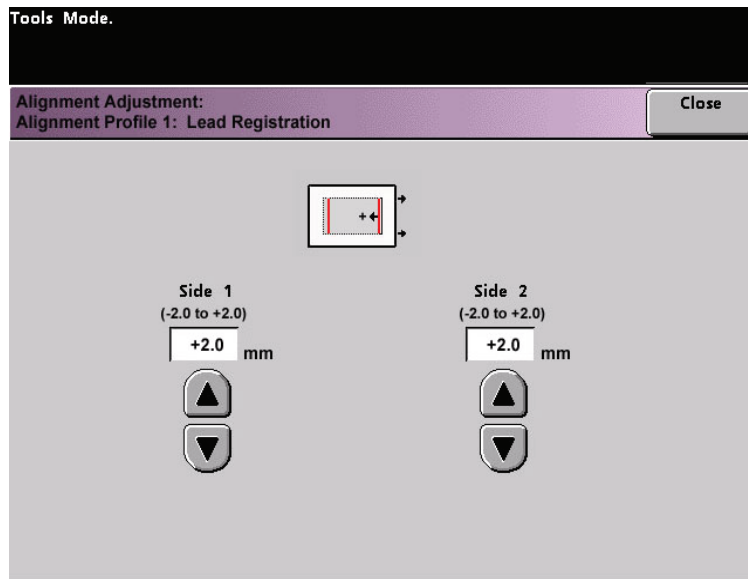 Tools Mode.
Alignment Adjustment:
Alignment Profile 1: Lead Registration
Close
Side 1
(-2.0 to +2.0)
+2.0 mm
Side 2
(-2.0 to +2.0)
+2.0 mm